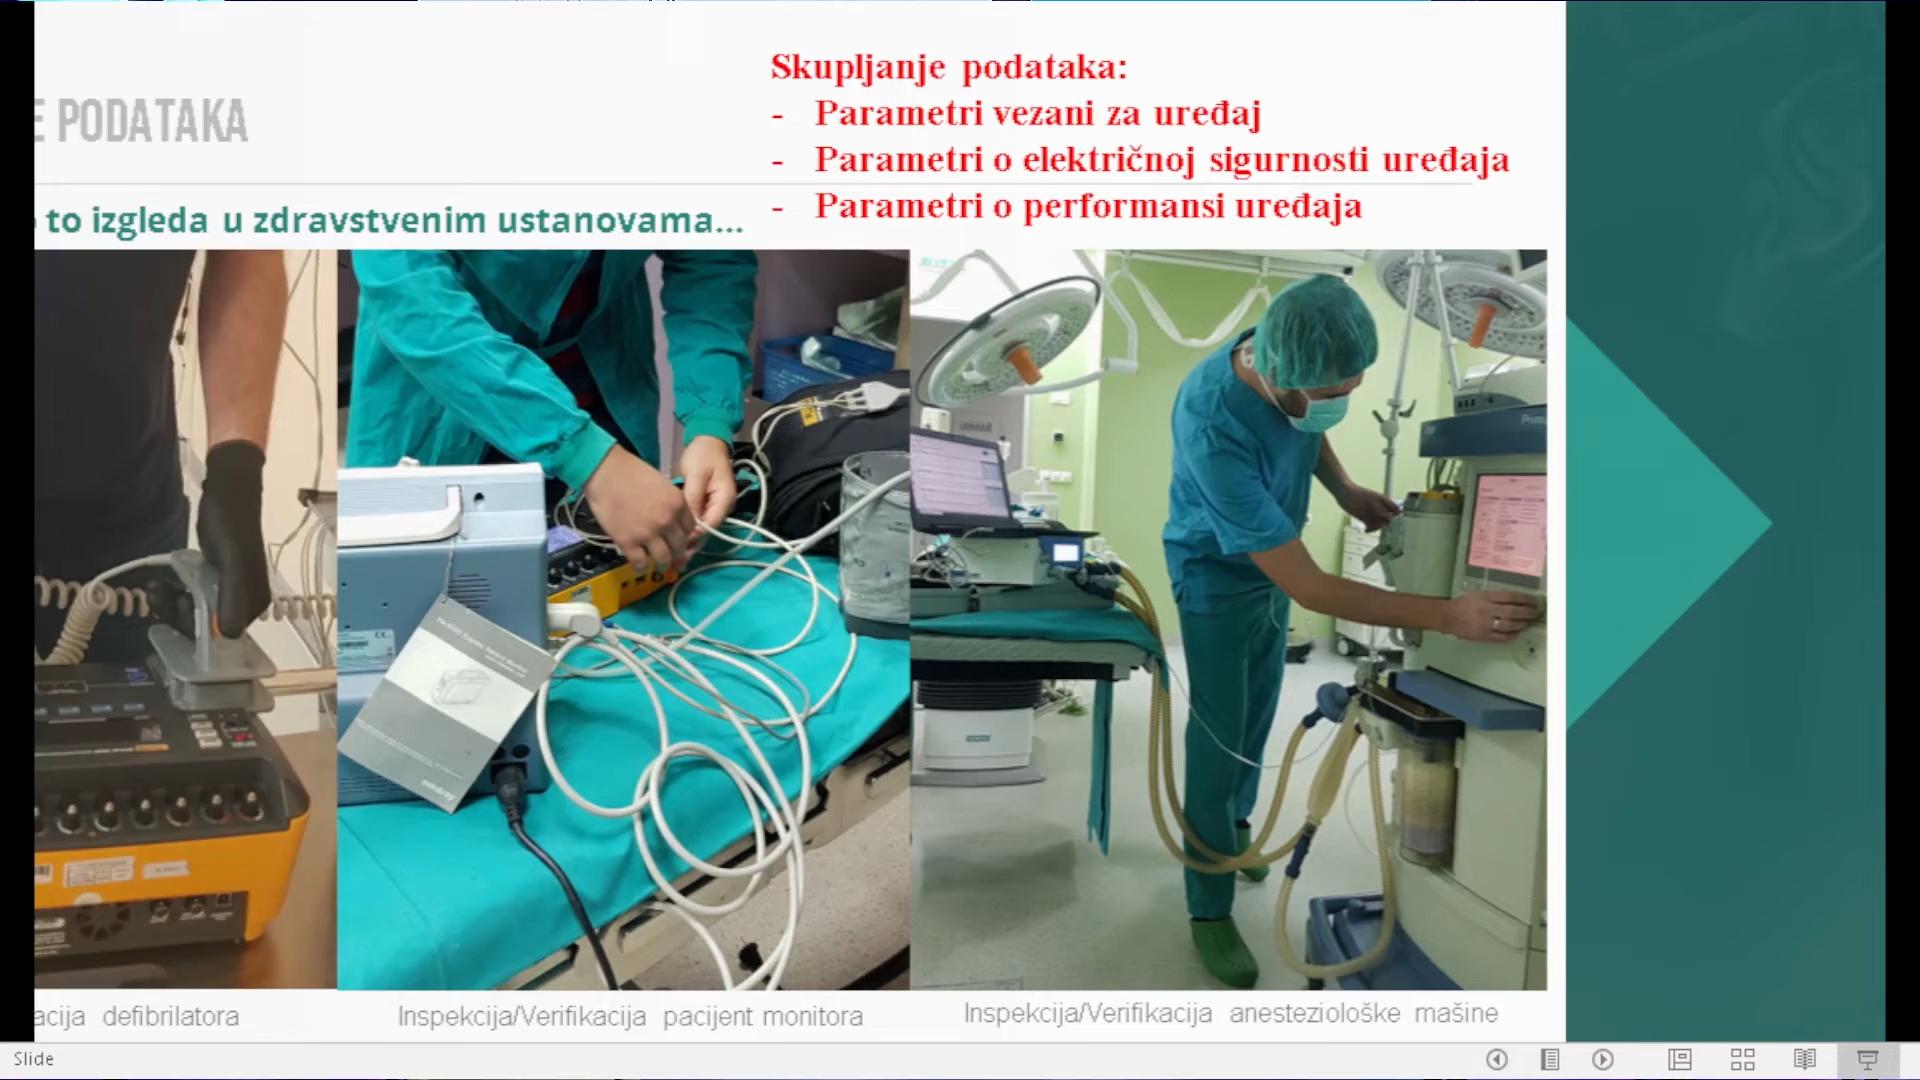 Skupljanje podataka:
- Parametri vezani za uređaj
- Parametri o električnoj sigurnosti uređaja
- Parametri o performansi uređaja
E PODATAKA
to izgleda u zdravstvenim ustanovama...
acija defibrilatora
Inspekcija/Verifikacija pacijent monitora
Inspekcija/Verifikacija anesteziološke mašine
Slide